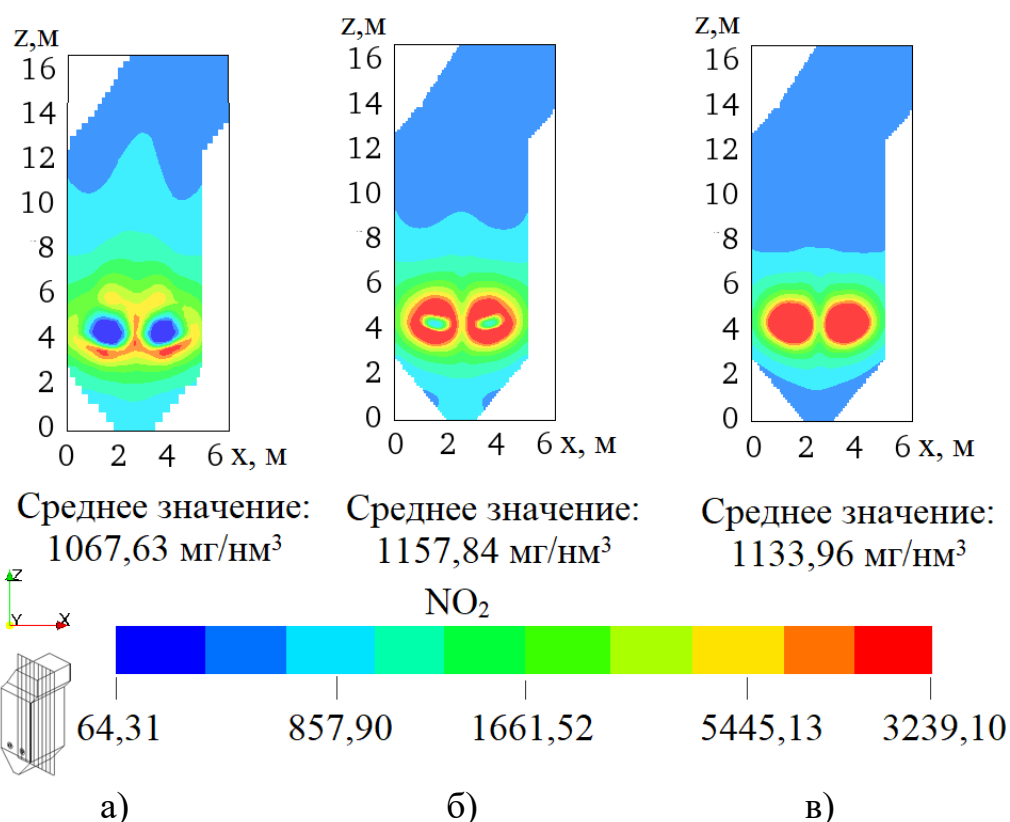 z,м z,м z,м
16 16 16
14 14 14
12 12 12
10 10 10
8 8 8
6 6 6
4 4 4
2 2 2
0 0 0
0 2 4 6 x, м 0 2 4 6 x, м 0 2 4 6 x, м
Среднее значение: Среднее значение: Среднее значение:
1067,63 мг/нм³ 1157,84 мг/нм³ 1133,96 мг/нм³
Z
Y X
NO₂
64,31 857,90 1661,52 5445,13 3239,10
а) б) в)